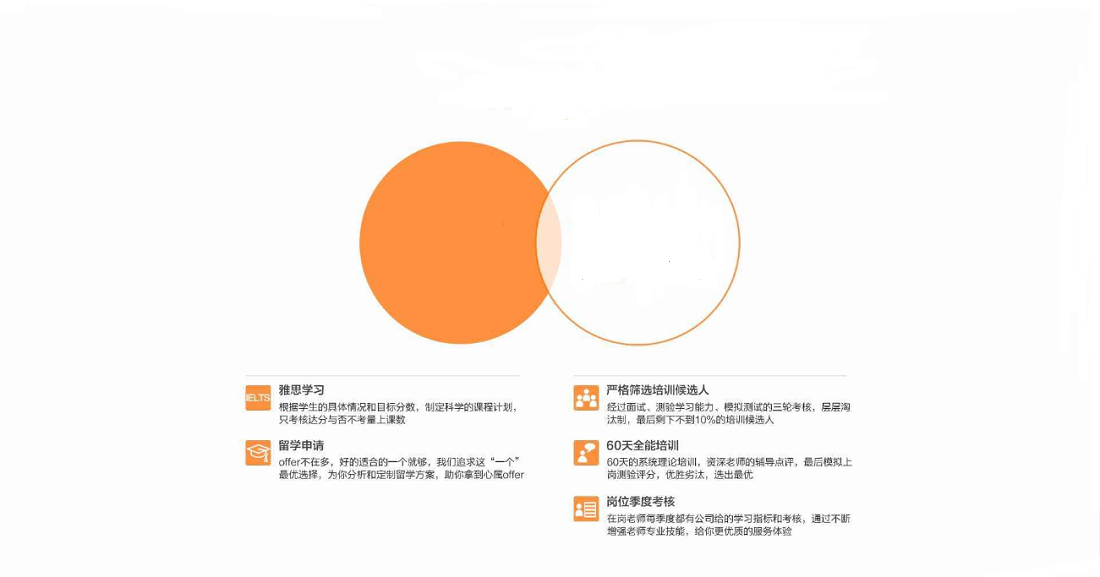 IELTS
雅思学习
根据学生的具体情况和目标分数，制定科学的课程计划，
只考核达分与否不考量上课数
留学申请
offer不在多，好的适合的一个就够，我们追求这“一个”
最优选择，为你分析和定制留学方案，助你拿到心属offer
严格筛选培训候选人
经过面试、测验学习能力、模拟测试的三轮考核，层层淘
汰制，最后剩下不到10%的培训候选人
60天全能培训
60天的系统理论培训，资深老师的辅导点评，最后模拟上
岗测验评分，优胜劣汰，选出最优
岗位季度考核
在岗老师每季度都有公司给的学习指标和考核，通过不断
增强老师专业技能，给你更优质的服务体验